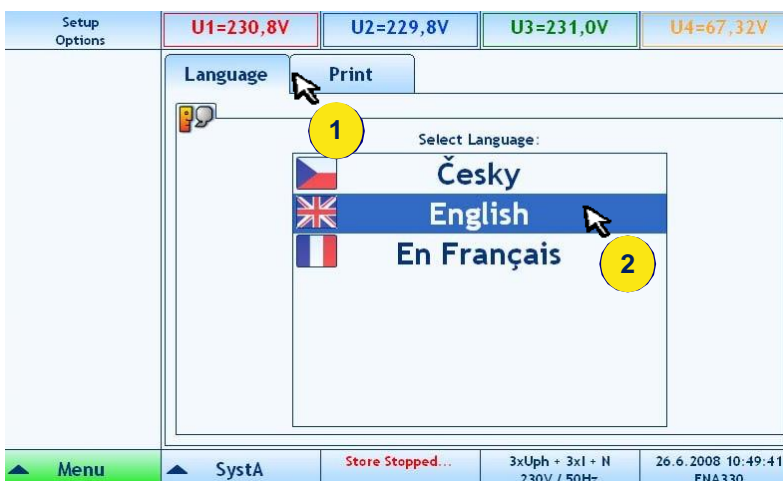 Setup
Options
U1=230,8V
U2=229,8V
U3=231,0V
U4=67,32V
Language
Print
1
Select Language:
Česky
English
En Français
2
Menu
SystA
Store Stopped...
3xUph + 3xI + N
230V / 50Hz
26.6.2008 10:49:41
ENA330